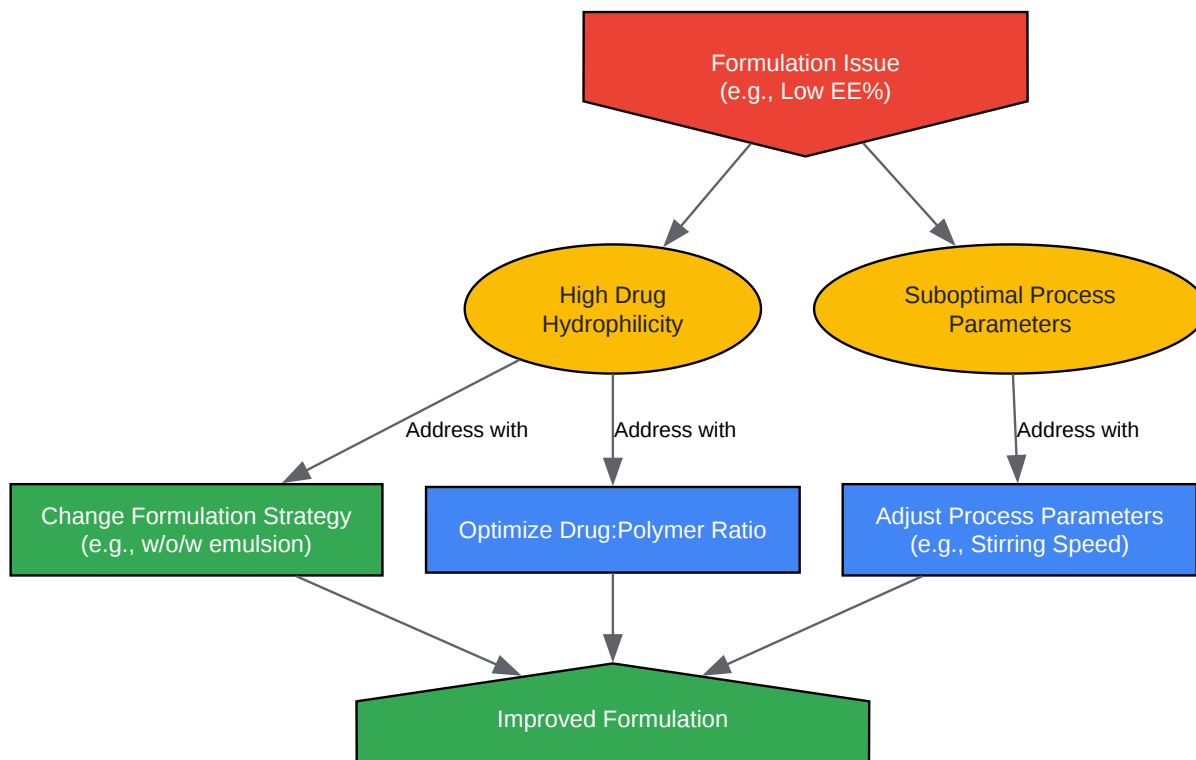 Formulation Issue
(e.g., Low EE%)
High Drug
Hydrophilicity
Suboptimal Process
Parameters
Address with
Address with
Address with
Change Formulation Strategy
(e.g., w/o/w emulsion)
Optimize Drug:Polymer Ratio
Adjust Process Parameters
(e.g., Stirring Speed)
Improved Formulation